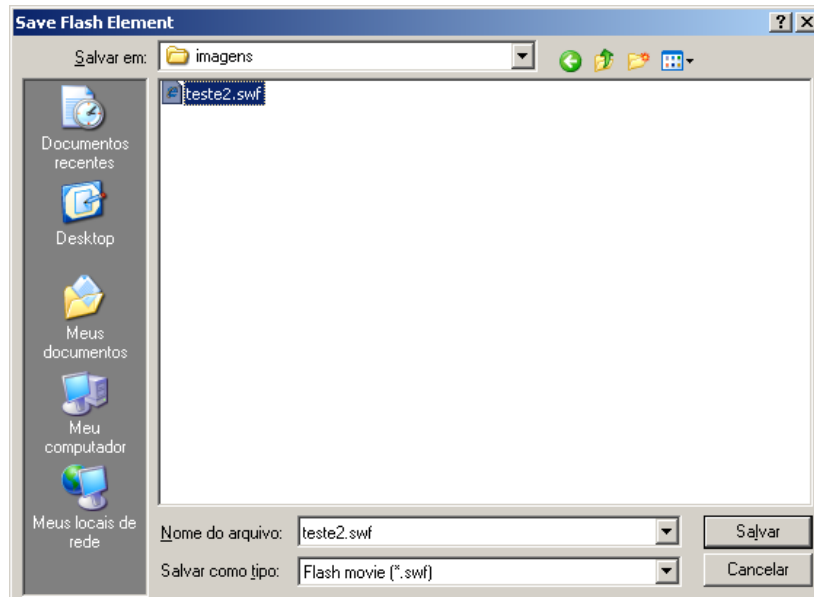 Save Flash Element
Salvar em:
imagens
teste2.swf
Documentos
recentes
Desktop
Meus
documentos
Meu
computador
Meus locais de
rede
Nome do arquivo:
teste2.swf
Salvar
Salvar como tipo:
Flash movie (*.swf)
Cancelar